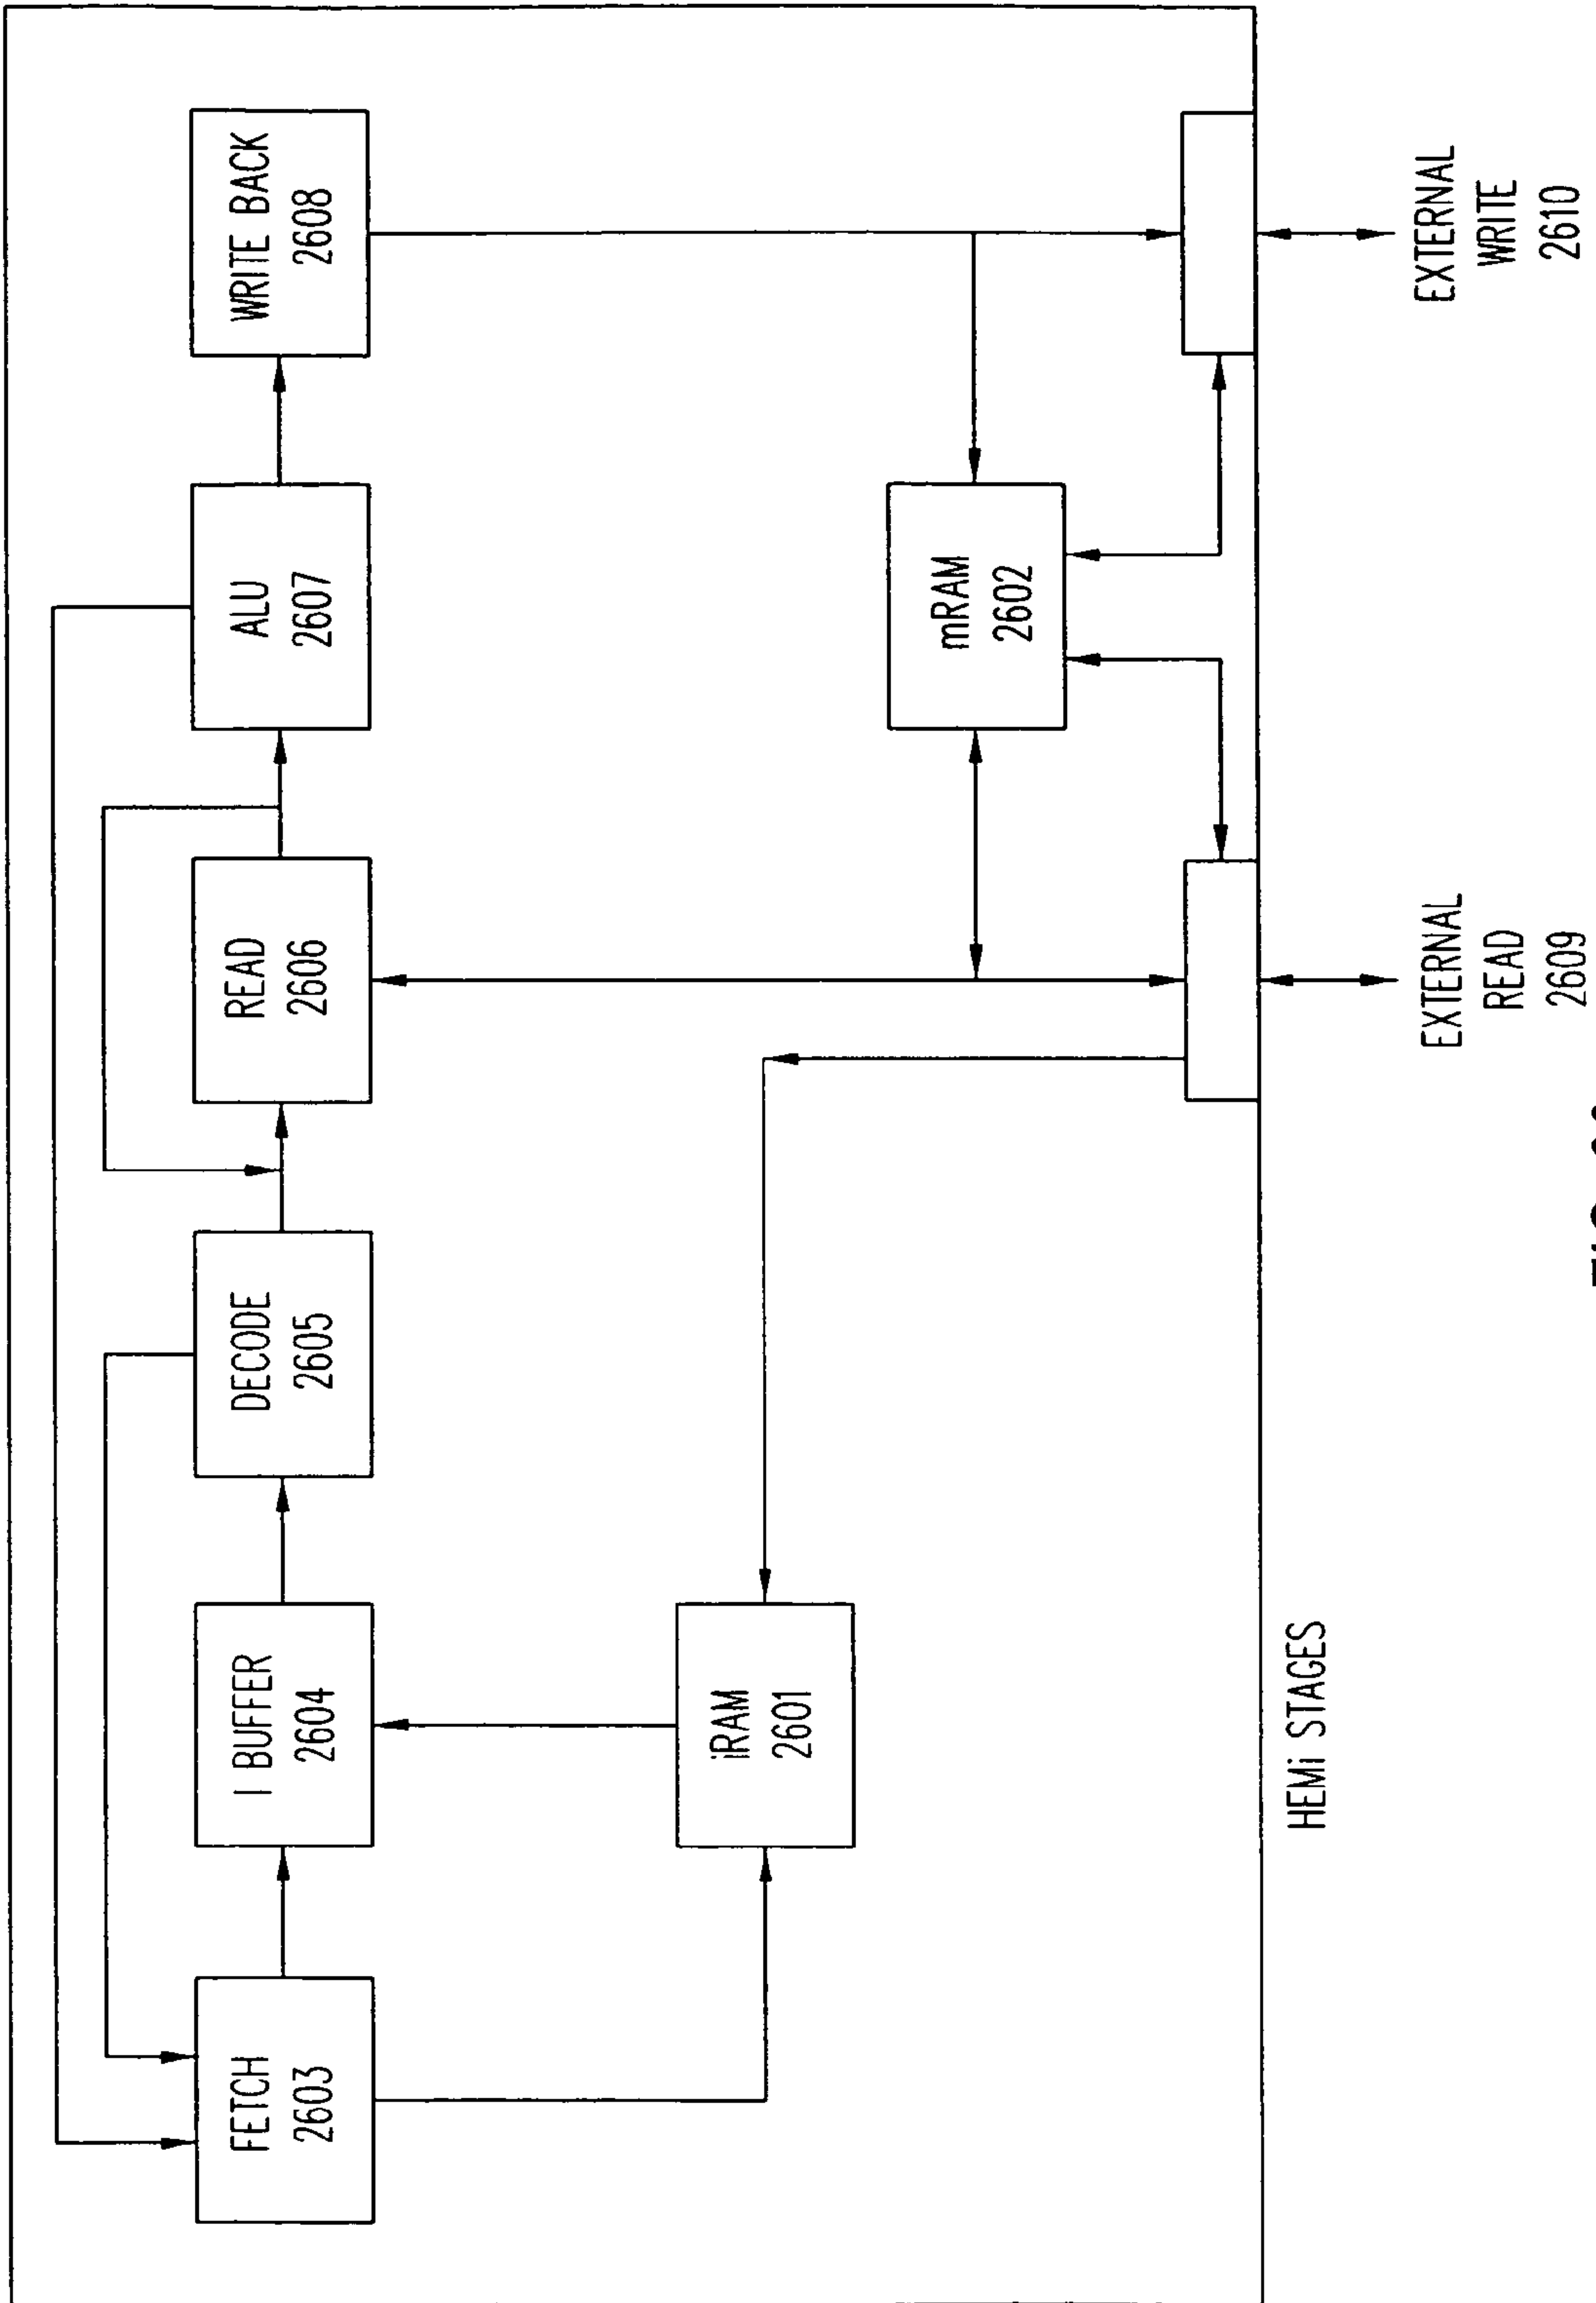 FETCH
2603
I BUFFER
2604
DECODE
2605
READ
2606
ALU
2607
WRITE BACK
2608
iRAM
2601
mRAM
2602
HEMi STAGES
EXTERNAL
READ
2609
EXTERNAL
WRITE
2610